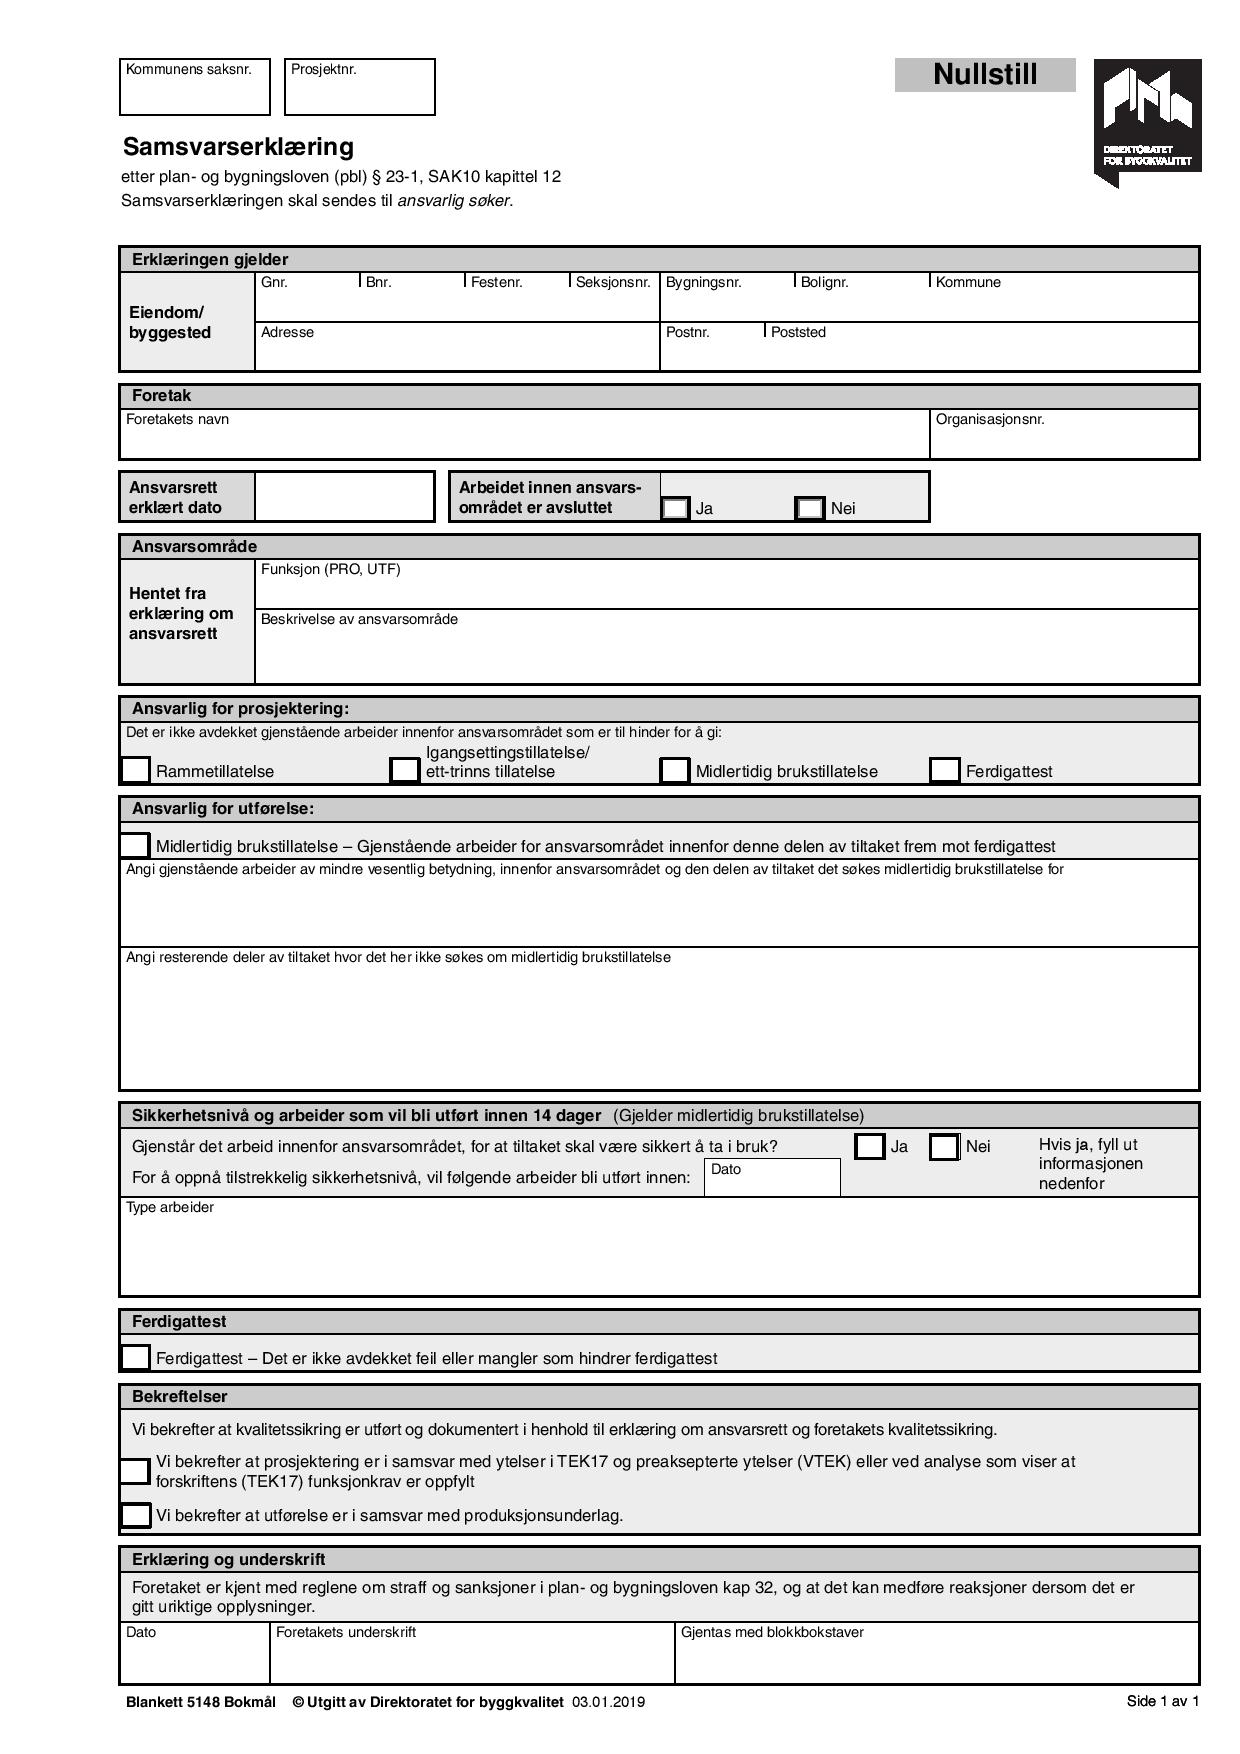 Kommunens saksnr.
Prosjektnr.
Nullstill
DIREKTORATET
FOR BYGGKVALITET
Samsvarserklæring
etter plan- og bygningsloven (pbl) § 23-1, SAK10 kapittel 12
Samsvarserklæringen skal sendes til ansvarlig søker.
Erklæringen gjelder
Eiendom/
byggested
Gnr. Bnr. Festenr. Seksjonsnr. Bygningsnr. Bolignr. Kommune
Adresse Postnr. Poststed
Foretak
Foretakets navn Organisasjonsnr.
Ansvarsrett
erklært dato
Arbeidet innen ansvars-
området er avsluttet
Ja Nei
Ansvarsområde
Hentet fra
erklæring om
ansvarsrett
Funksjon (PRO, UTF)
Beskrivelse av ansvarsområde
Ansvarlig for prosjektering:
Det er ikke avdekket gjenstående arbeider innenfor ansvarsområdet som er til hinder for å gi:
Rammetillatelse
Igangsettingstillatelse/
ett-trinns tillatelse
Midlertidig brukstillatelse
Ferdigattest
Ansvarlig for utførelse:
Midlertidig brukstillatelse – Gjenstående arbeider for ansvarsområdet innenfor denne delen av tiltaket frem mot ferdigattest
Angi gjenstående arbeider av mindre vesentlig betydning, innenfor ansvarsområdet og den delen av tiltaket det søkes midlertidig brukstillatelse for
Angi resterende deler av tiltaket hvor det her ikke søkes om midlertidig brukstillatelse
Sikkerhetsnivå og arbeider som vil bli utført innen 14 dager (Gjelder midlertidig brukstillatelse)
Gjenstår det arbeid innenfor ansvarsområdet, for at tiltaket skal være sikkert å ta i bruk? Ja Nei
Hvis ja, fyll ut
informasjonen
nedenfor
For å oppnå tilstrekkelig sikkerhetsnivå, vil følgende arbeider bli utført innen: Dato
Type arbeider
Ferdigattest
Ferdigattest – Det er ikke avdekket feil eller mangler som hindrer ferdigattest
Bekreftelser
Vi bekrefter at kvalitetssikring er utført og dokumentert i henhold til erklæring om ansvarsrett og foretakets kvalitetssikring.
Vi bekrefter at prosjektering er i samsvar med ytelser i TEK17 og preaksepterte ytelser (VTEK) eller ved analyse som viser at
forskriftens (TEK17) funksjonkrav er oppfylt
Vi bekrefter at utførelse er i samsvar med produksjonsunderlag.
Erklæring og underskrift
Foretaket er kjent med reglene om straff og sanksjoner i plan- og bygningsloven kap 32, og at det kan medføre reaksjoner dersom det er
gitt uriktige opplysninger.
Dato Foretakets underskrift Gjentas med blokkbokstaver
Blankett 5148 Bokmål © Utgitt av Direktoratet for byggkvalitet 03.01.2019 Side 1 av 1